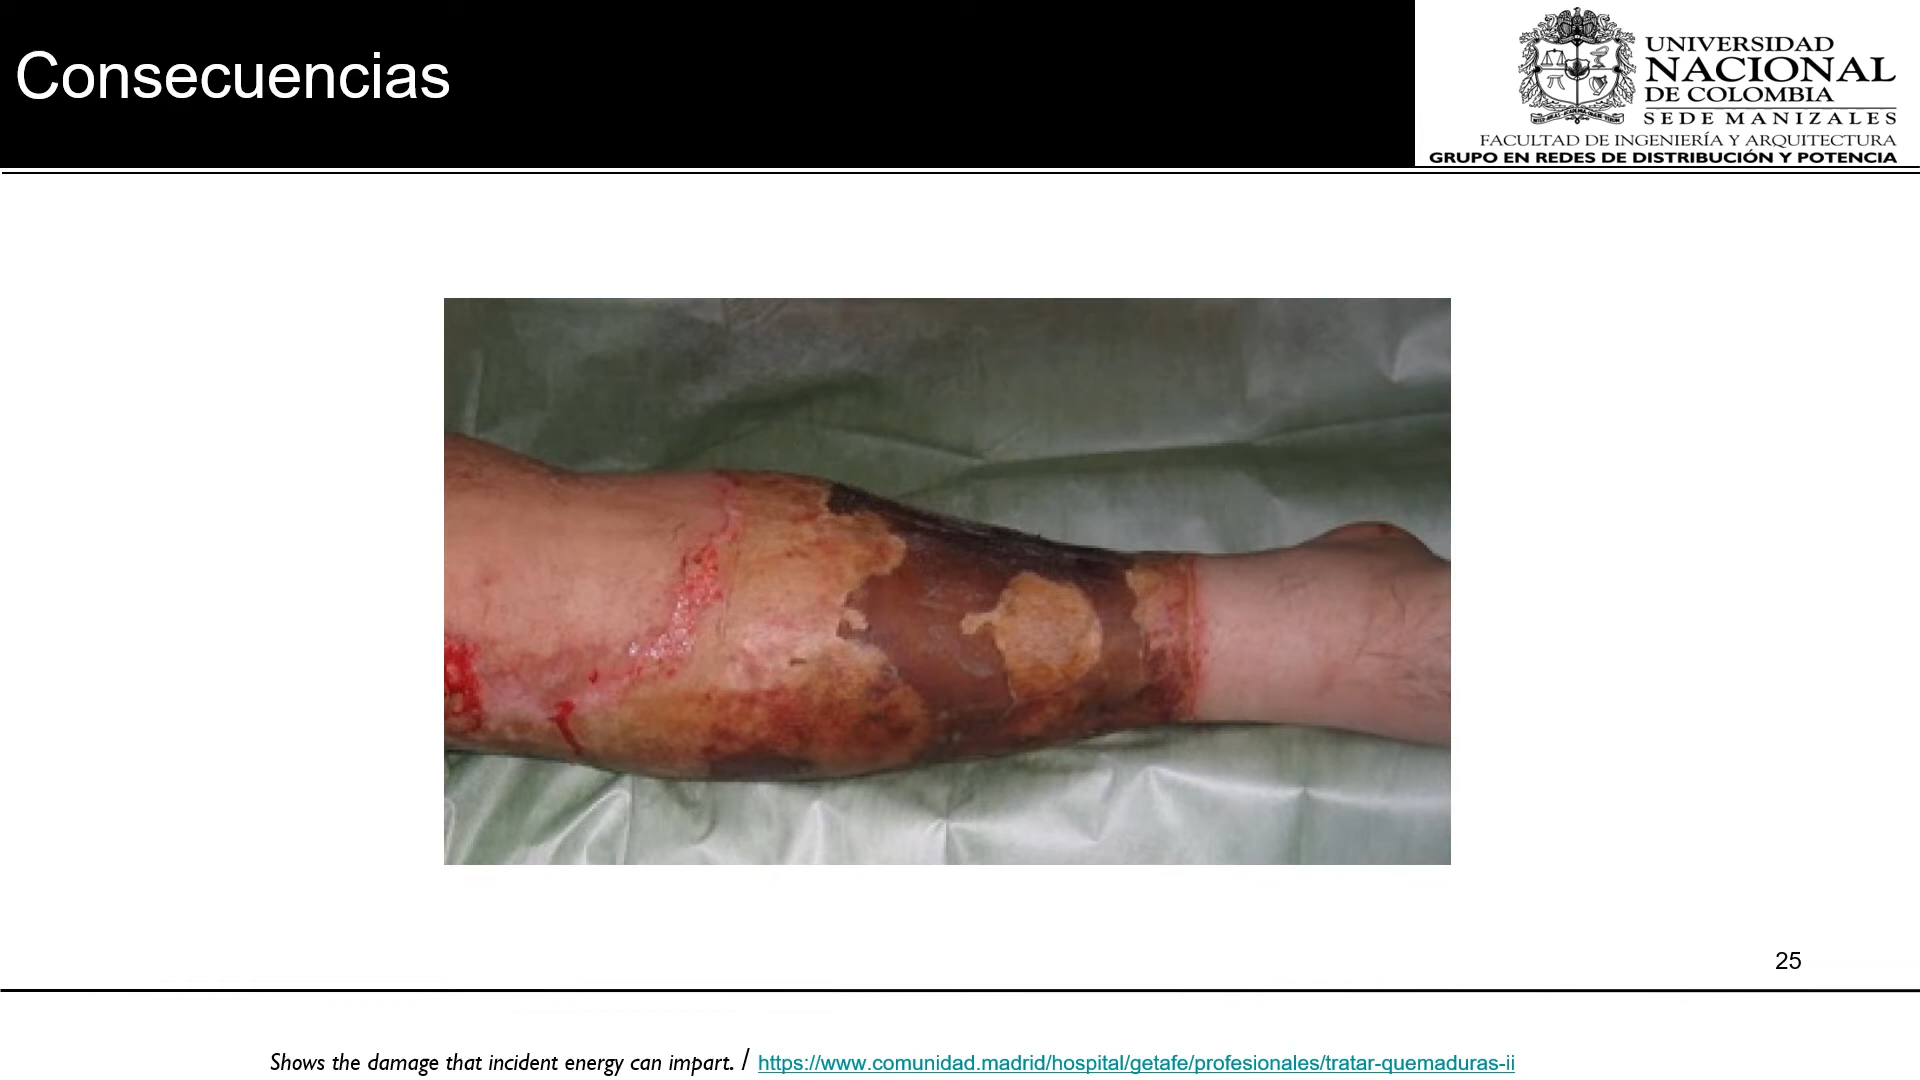 Consecuencias
UNIVERSIDAD
NACIONAL
DE COLOMBIA
SEDE MANIZALES
FACULTAD DE INGENIERÍA Y ARQUITECTURA
GRUPO EN REDES DE DISTRIBUCIÓN Y POTENCIA
25
Shows the damage that incident energy can impart. / https://www.comunidad.madrid/hospital/getafe/profesionales/tratar-quemaduras-ii